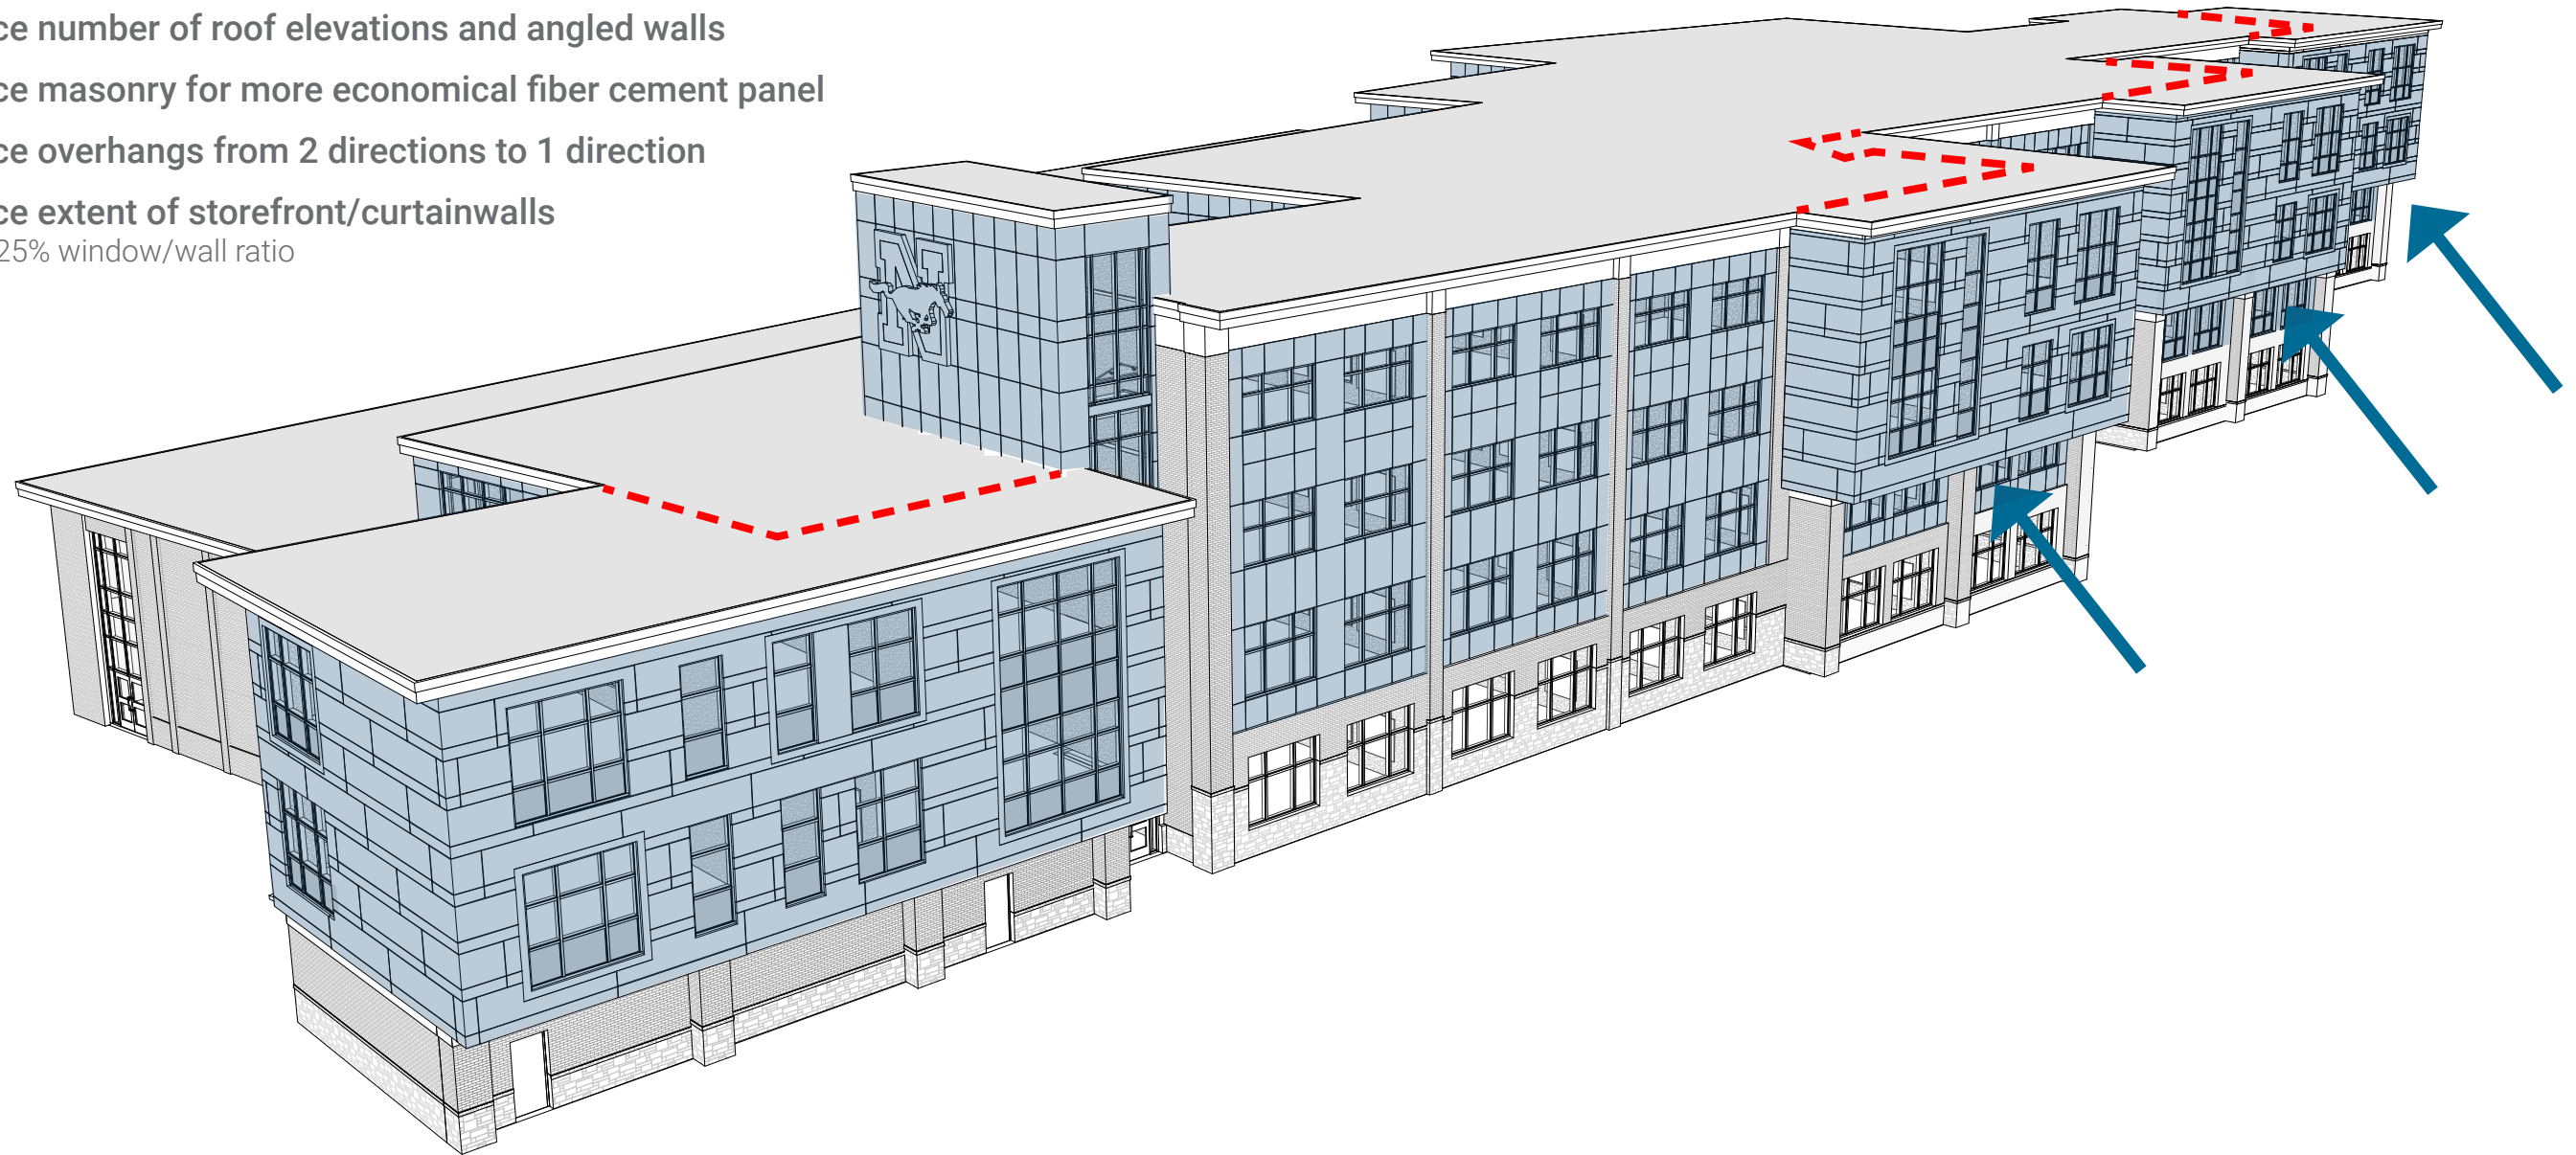 ce number of roof elevations and angled walls
ce masonry for more economical fiber cement panel
ce overhangs from 2 directions to 1 direction
ce extent of storefront/curtainwalls
25% window/wall ratio
N